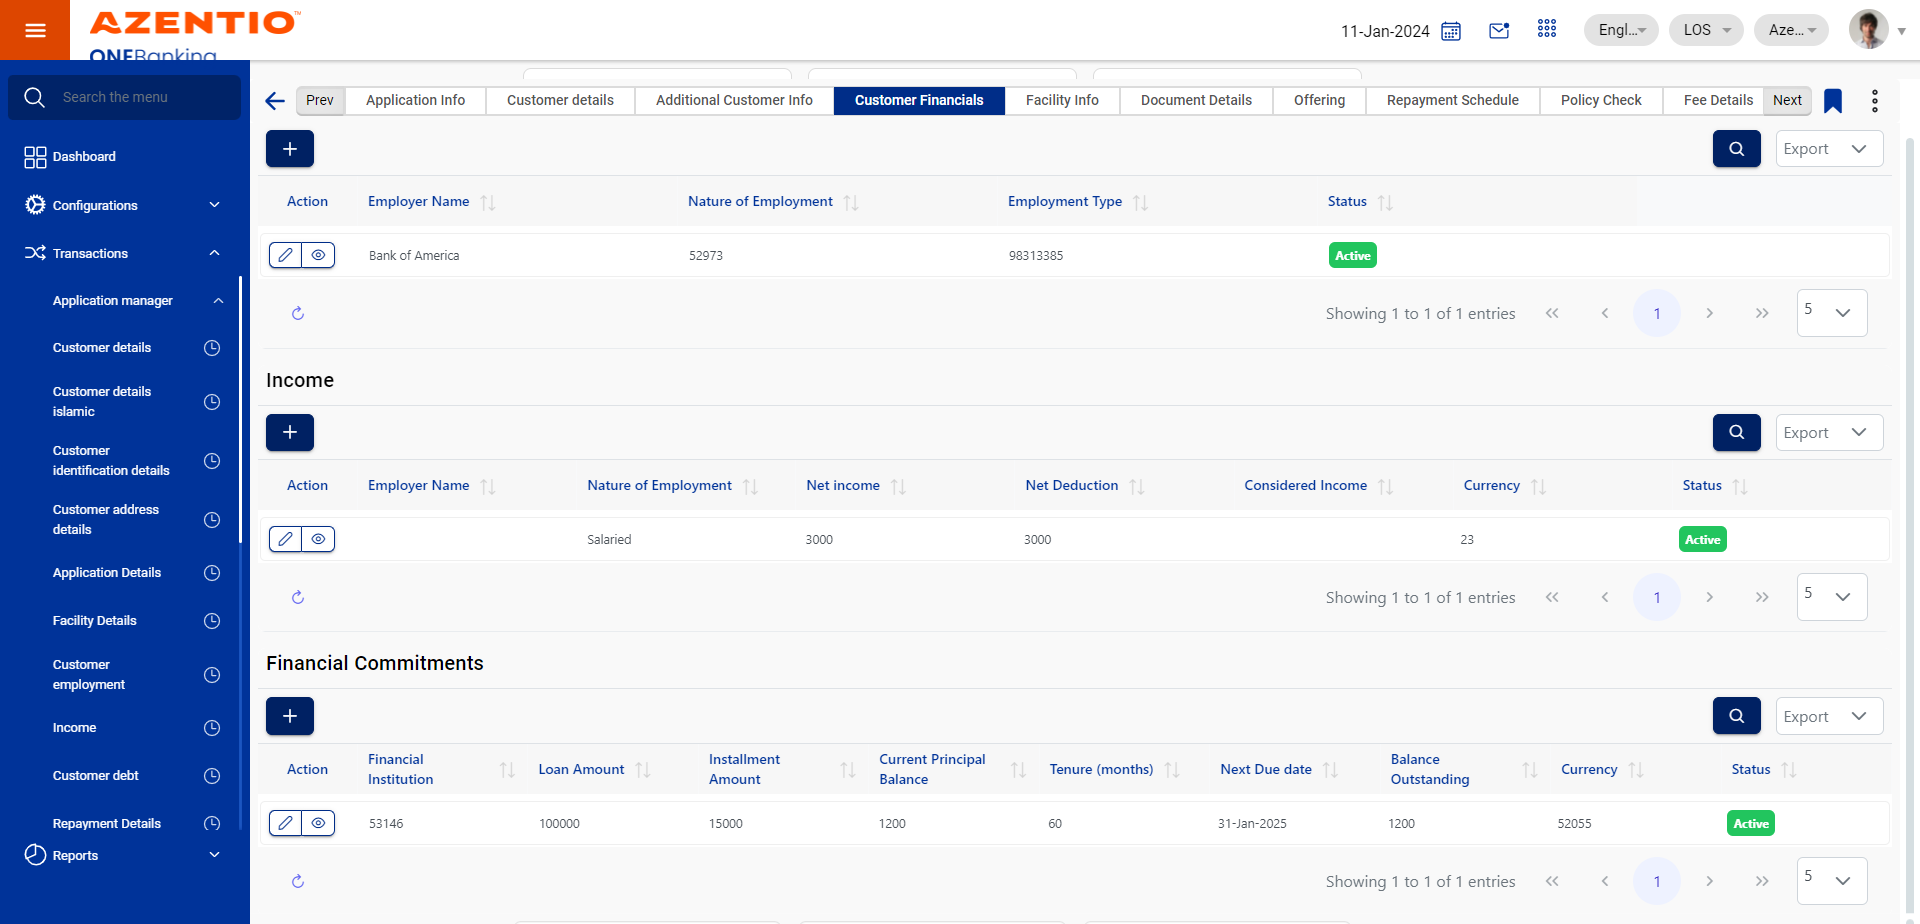 AZENTIO™
ONEBanking
11-Jan-2024
Engl...
LOS
Aze...
Search the menu
Dashboard
Configurations
Transactions
Application manager
Customer details
Customer details
islamic
Customer
identification details
Customer address
details
Application Details
Facility Details
Customer
employment
Income
Customer debt
Repayment Details
Reports
Prev
Application Info
Customer details
Additional Customer Info
Customer Financials
Facility Info
Document Details
Offering
Repayment Schedule
Policy Check
Fee Details
Next
Export
Action
Employer Name
Nature of Employment
Employment Type
Status
Bank of America
52973
98313385
Active
Showing 1 to 1 of 1 entries
1
5
Income
Export
Action
Employer Name
Nature of Employment
Net income
Net Deduction
Considered Income
Currency
Status
Salaried
3000
3000
23
Active
Showing 1 to 1 of 1 entries
1
5
Financial Commitments
Export
Action
Financial
Institution
Loan Amount
Installment
Amount
Current Principal
Balance
Tenure (months)
Next Due date
Balance
Outstanding
Currency
Status
53146
100000
15000
1200
60
31-Jan-2025
1200
52055
Active
Showing 1 to 1 of 1 entries
1
5